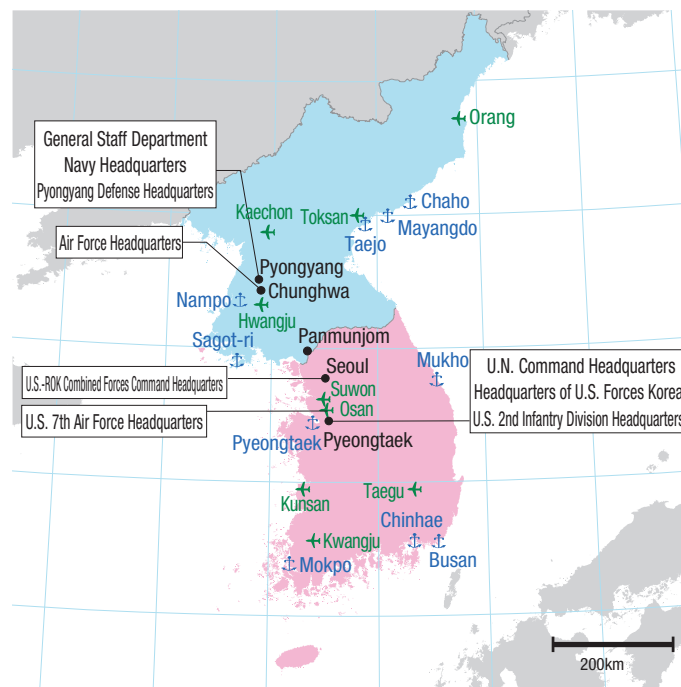 Orang
General Staff Department
Navy Headquarters
Pyongyang Defense Headquarters
Chaho
Kaechon
Toksan
Mayangdo
Taejo
Air Force Headquarters
Pyongyang
Chunghwa
Nampo
Hwangju
Sagot-ri
Panmunjom
Mukho
Seoul
U.S.-ROK Combined Forces Command Headquarters
U.N. Command Headquarters
Headquarters of U.S. Forces Korea
U.S. 2nd Infantry Division Headquarters
Suwon
Osan
U.S. 7th Air Force Headquarters
Pyeongtaek
Pyeongtaek
Kunsan
Taegu
Chinhae
Kwangju
Busan
Mokpo
200km